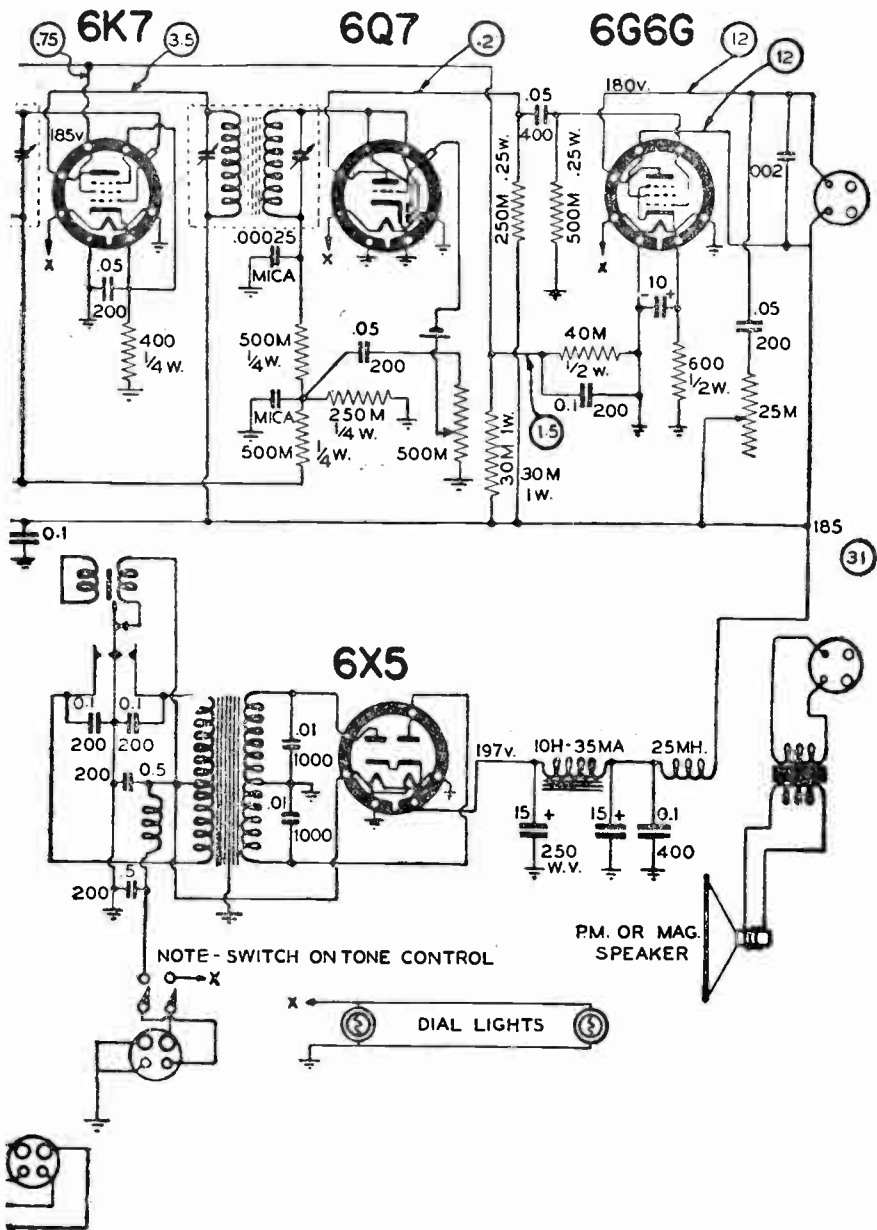 6K7 6Q7 6G6G
.75 3.5 .2 12 12
180v.
.05
400
185v
.25W.
250M
.25W.
500M
.002
X X X
.00025
MICA
.05
200
10
- +
400
1/4 W.
500M
1/4 W.
.05
200
40M
1/2 W.
600
1/2 W.
.05
200
0.1 200
25M
MICA
250M
1/4 W.
1.5
500M 1/4 W.
500M
30M 1W.
30M
1W.
185
0.1
31
6X5
0.1 0.1
200 200
.01
1000
197v. 10H-35MA 25MH.
200 0.5
.01
1000
15 + 15 + 0.1
250
W.V.
400
.5
200
P.M. OR MAG.
SPEAKER
NOTE - SWITCH ON TONE CONTROL
X
X
DIAL LIGHTS